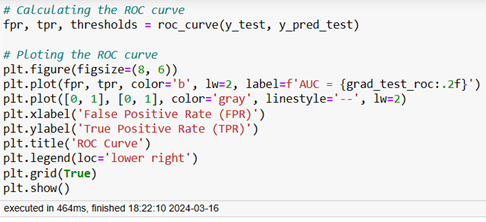 # Calculating the ROC curve
fpr, tpr, thresholds = roc_curve(y_test, y_pred_test)
# Ploting the ROC curve
plt.figure(figsize=(8, 6))
plt.plot(fpr, tpr, color='b', lw=2, label=f'AUC = {grad_test_roc:.2f}')
plt.plot([0, 1], [0, 1], color='gray', linestyle='--', lw=2)
plt.xlabel('False Positive Rate (FPR)')
plt.ylabel('True Positive Rate (TPR)')
plt.title('ROC Curve')
plt.legend(loc='lower right')
plt.grid(True)
plt.show()
executed in 464ms, finished 18:22:10 2024-03-16